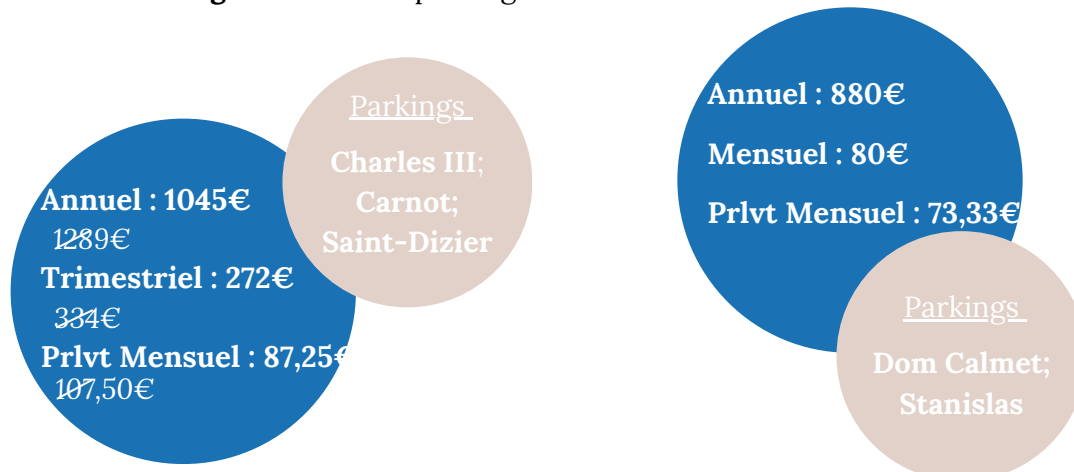 Parkings
Charles III;
Carnot;
Saint-Dizier
Annuel : 1045€
1289€
Trimestriel : 272€
334€
Prlvt Mensuel : 87,25€
107,50€
Annuel : 880€
Mensuel : 80€
Prlvt Mensuel : 73,33€
Parkings
Dom Calmet;
Stanislas